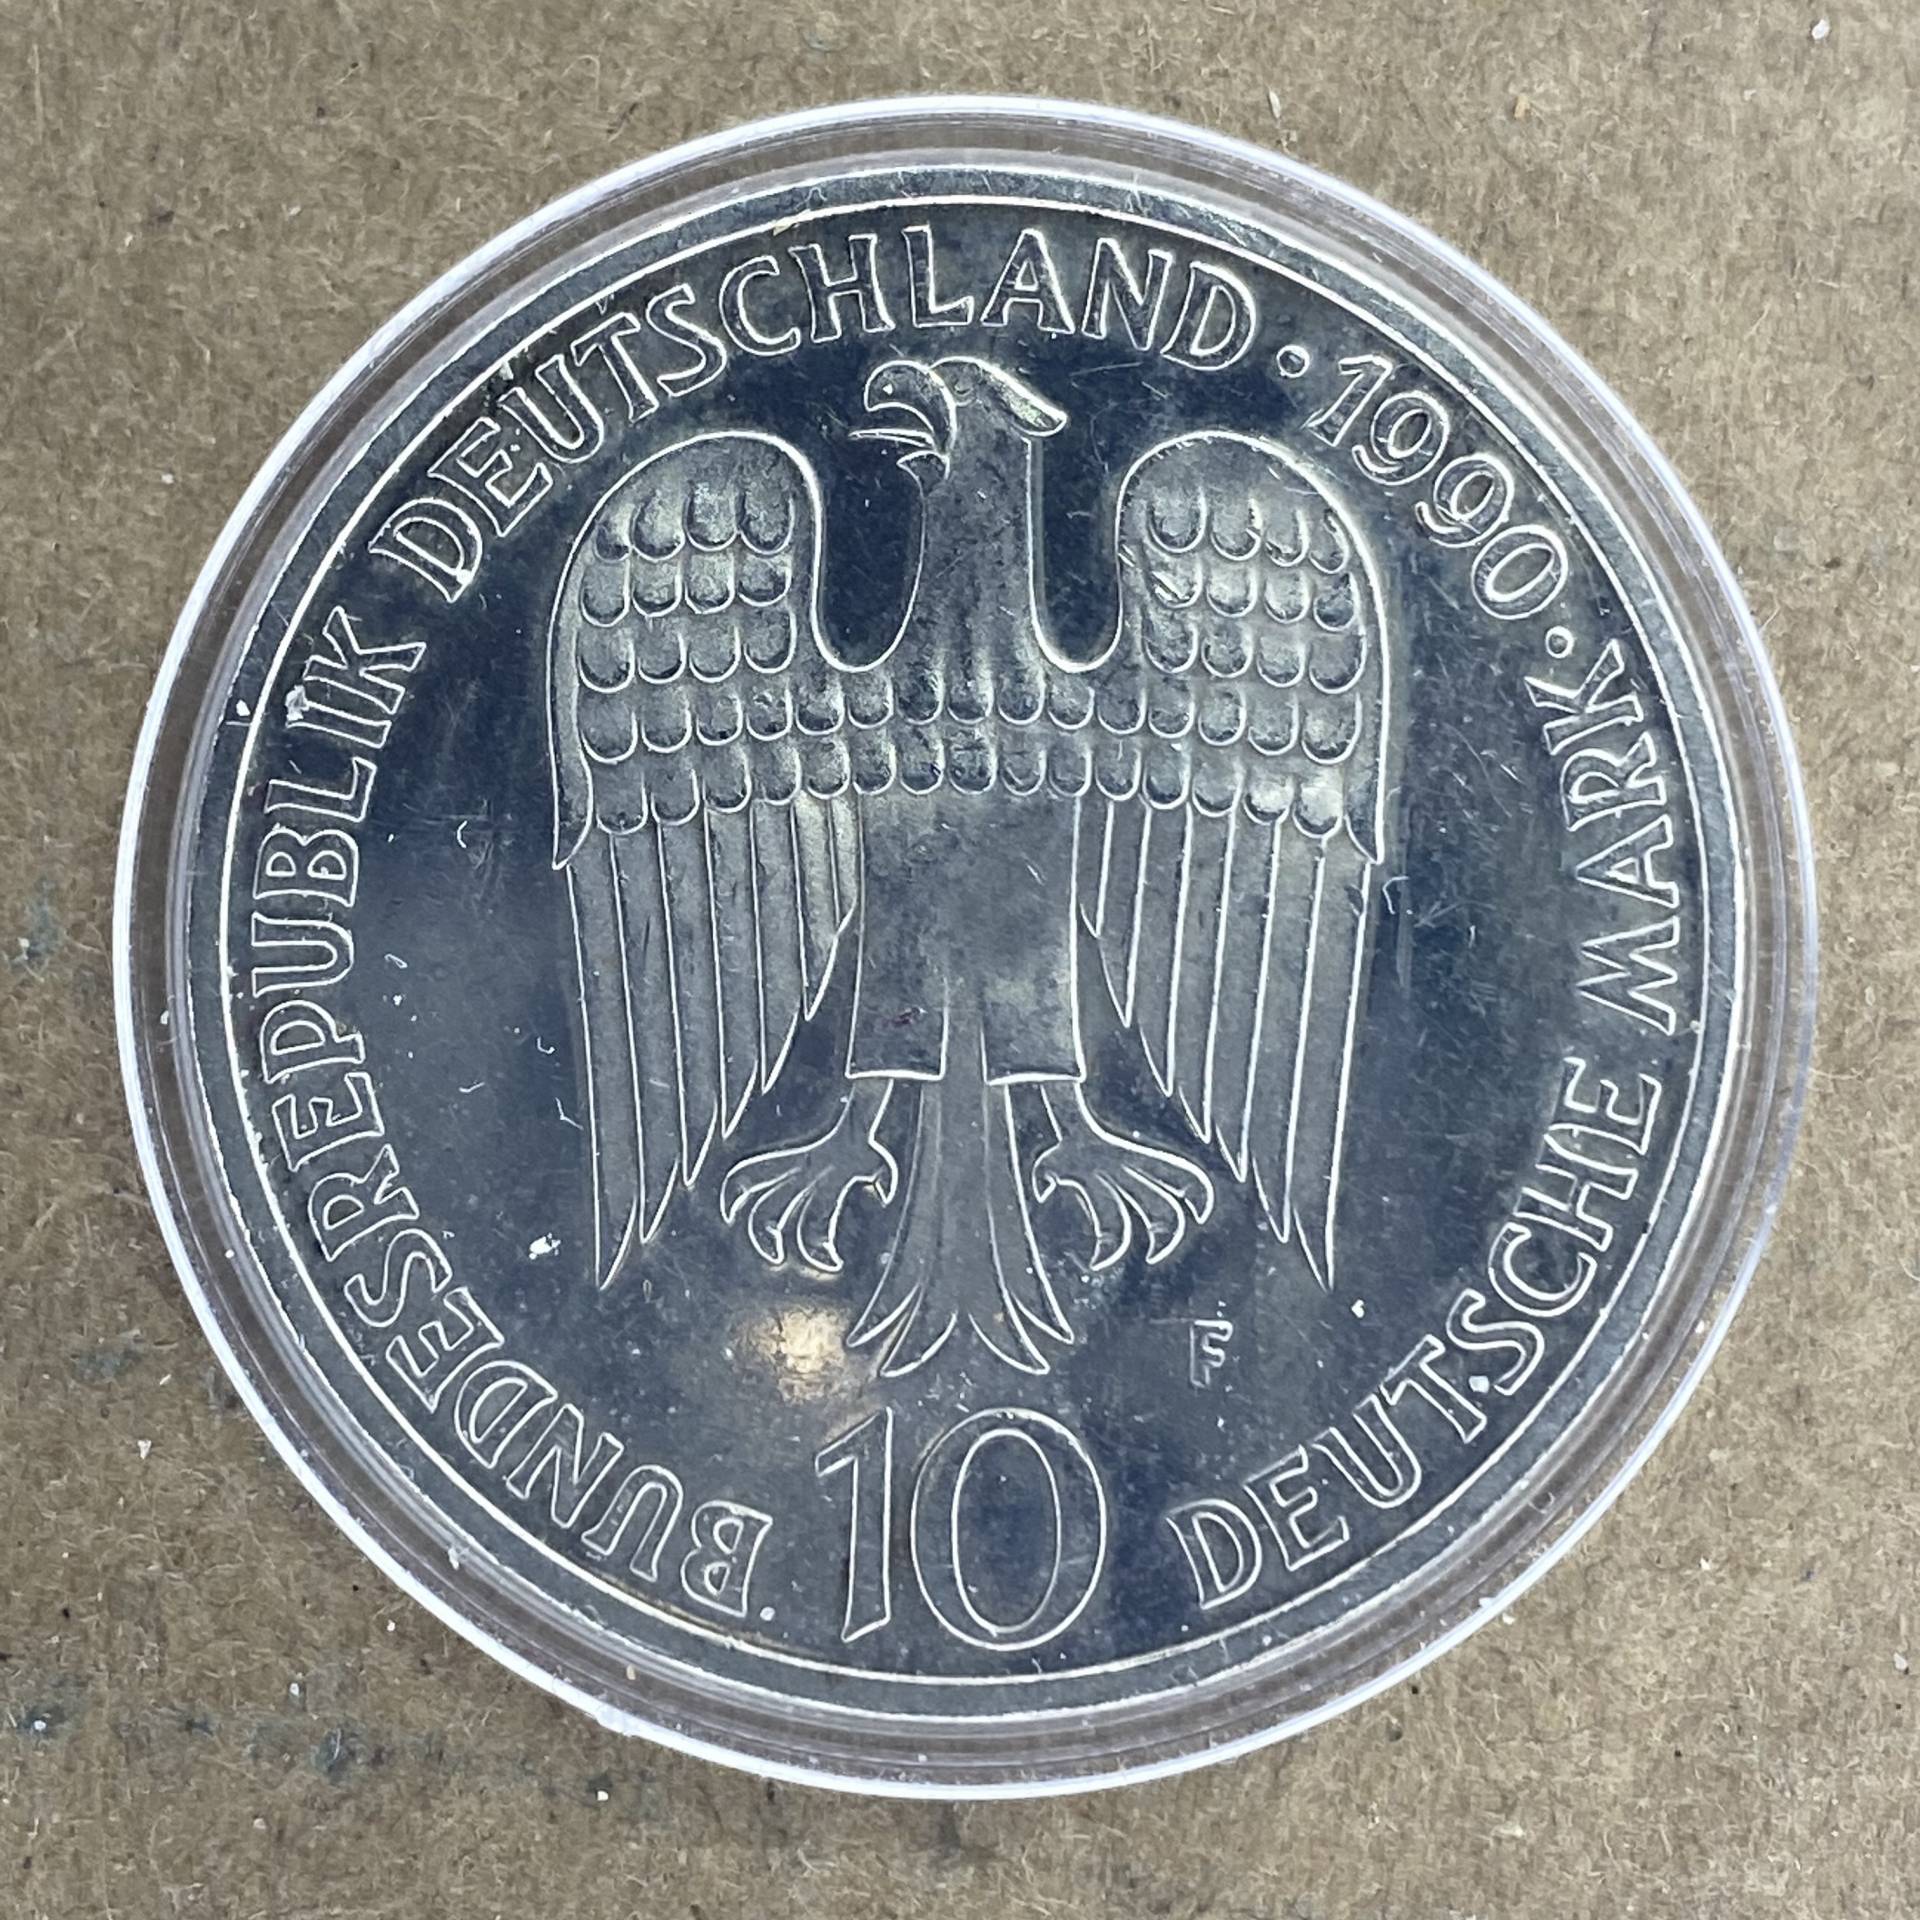 BUNDESREPUBLIK DEUTSCHLAND · 1990 ·
10
DEUTSCHE MARK
F